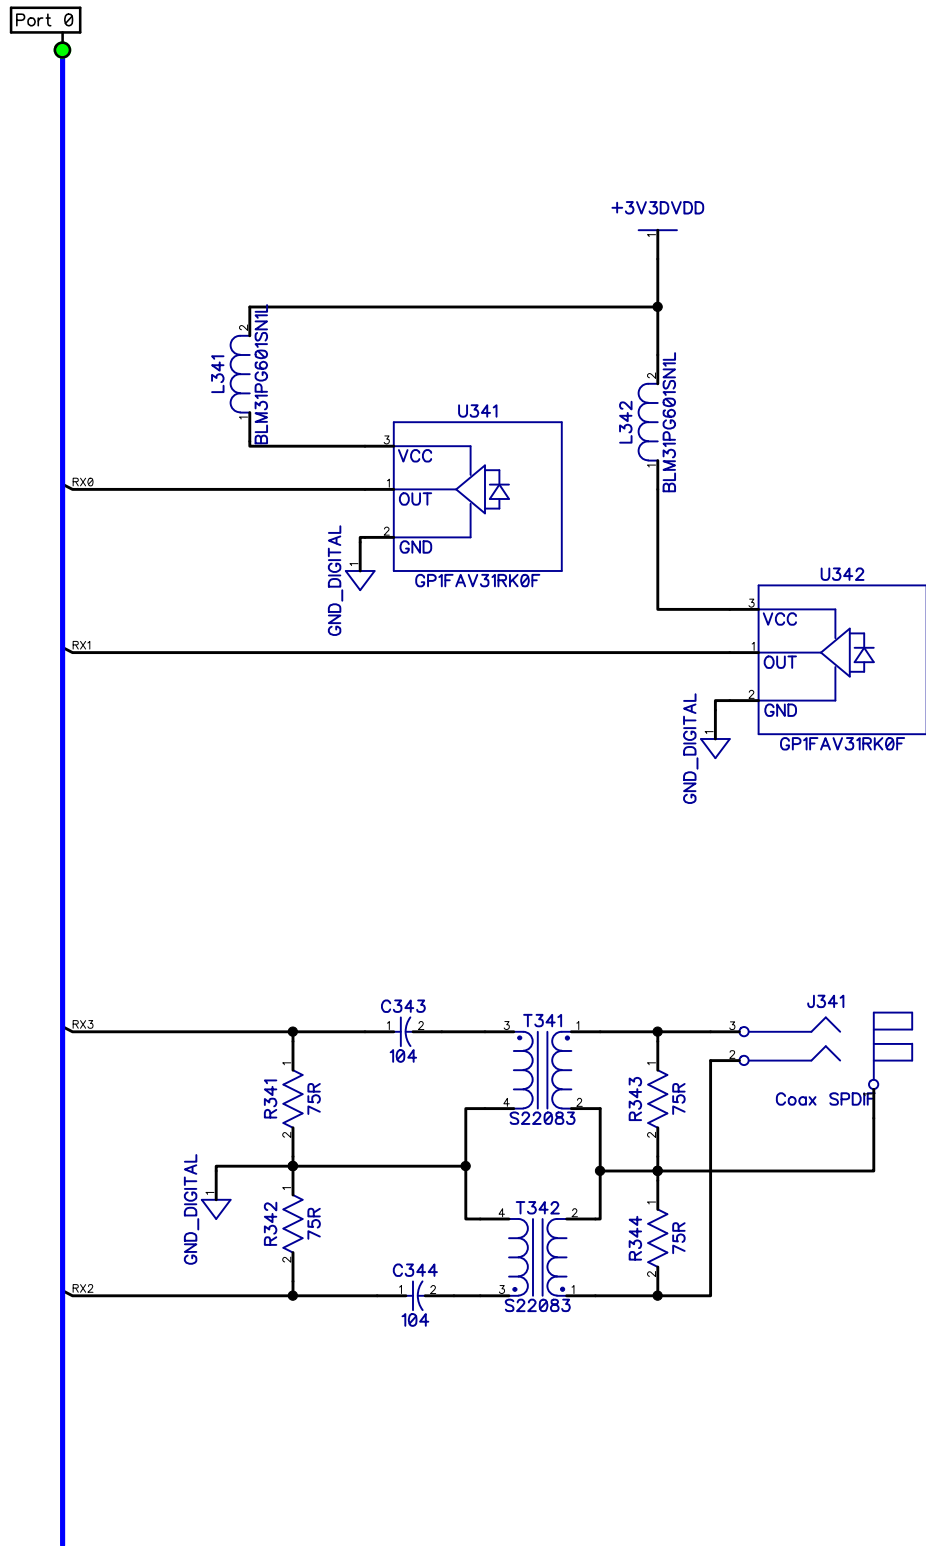 Port 0
+3V3DVDD
1
2
L341
BLM31PG601SN1L
1
2
L342
BLM31PG601SN1L
1
U341
3
VCC
RX0
1
OUT
2
GND
GND_DIGITAL
1
GP1FAV31RK0F
U342
3
VCC
RX1
1
OUT
2
GND
GND_DIGITAL
1
GP1FAV31RK0F
RX3
C343
1
2
104
3
T341
1
4
2
S22083
J341
3
2
Coax SPDIF
1
R341
75R
2
1
R343
75R
2
GND_DIGITAL
1
1
R342
75R
2
1
R344
75R
2
T342
4
2
3
1
S22083
RX2
C344
1
2
104